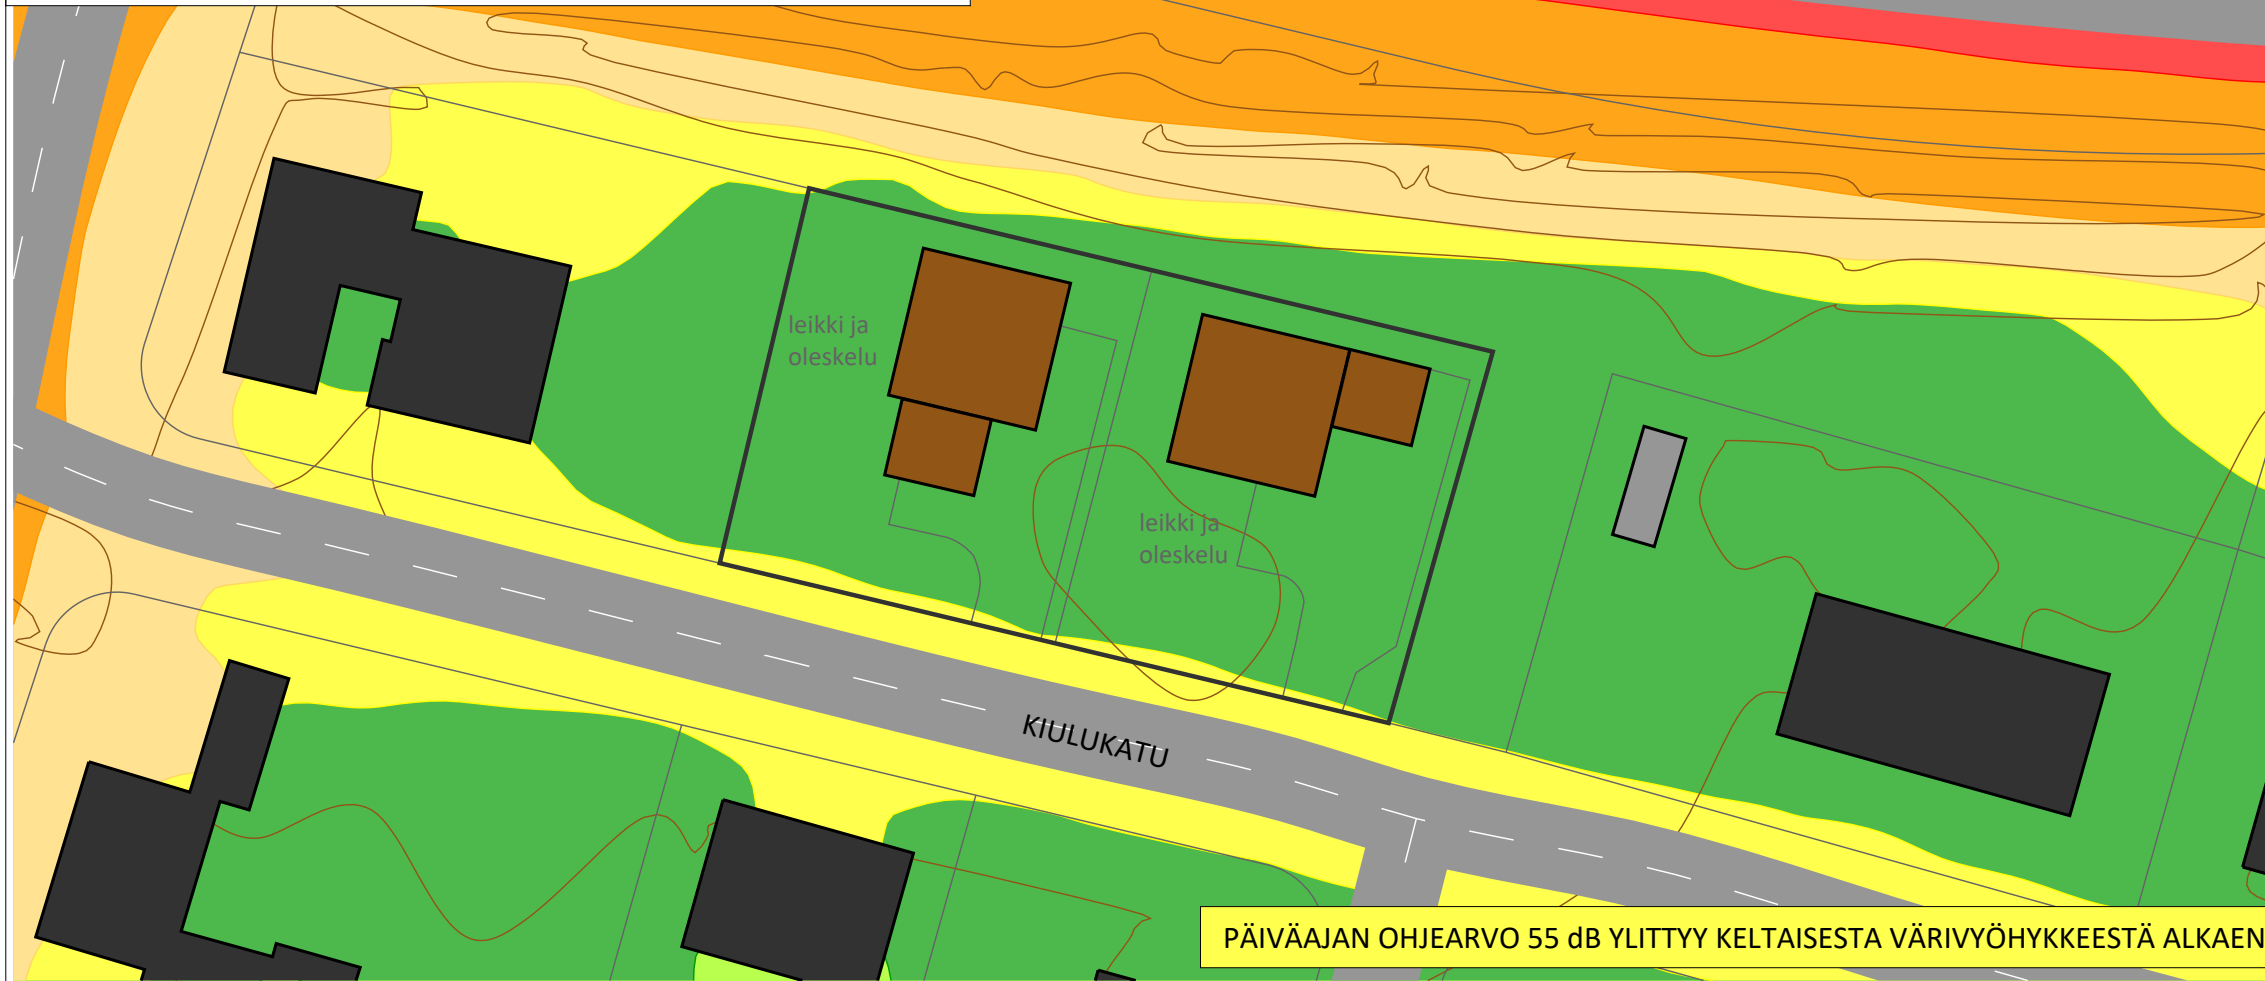 leikki ja
oleskelu
leikki ja
oleskelu
KIULUKATU
PÄIVÄAJAN OHJEARVO 55 dB YLITTYY KELTAISESTA VÄRIVYÖHYKKEESTÄ ALKAEN